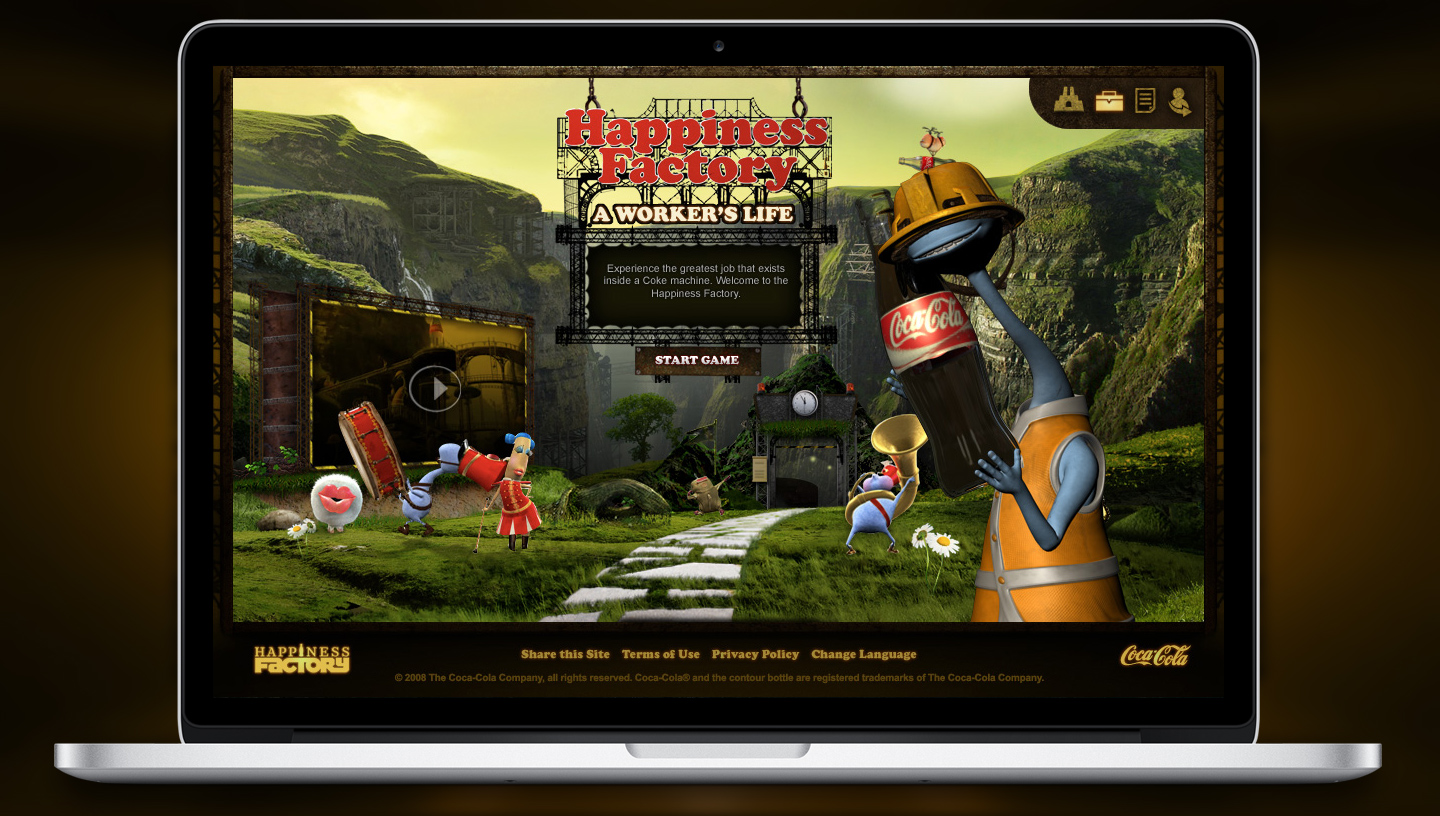 Happiness
Factory
A WORKER'S LIFE
Experience the greatest job that exists
inside a Coke machine. Welcome to the
Happiness Factory.
START GAME
Coca-Cola
HAPPINESS
FACTORY
Share this Site Terms of Use Privacy Policy Change Language
Coca-Cola
© 2008 The Coca-Cola Company, all rights reserved. Coca-Cola® and the contour bottle are registered trademarks of The Coca-Cola Company.